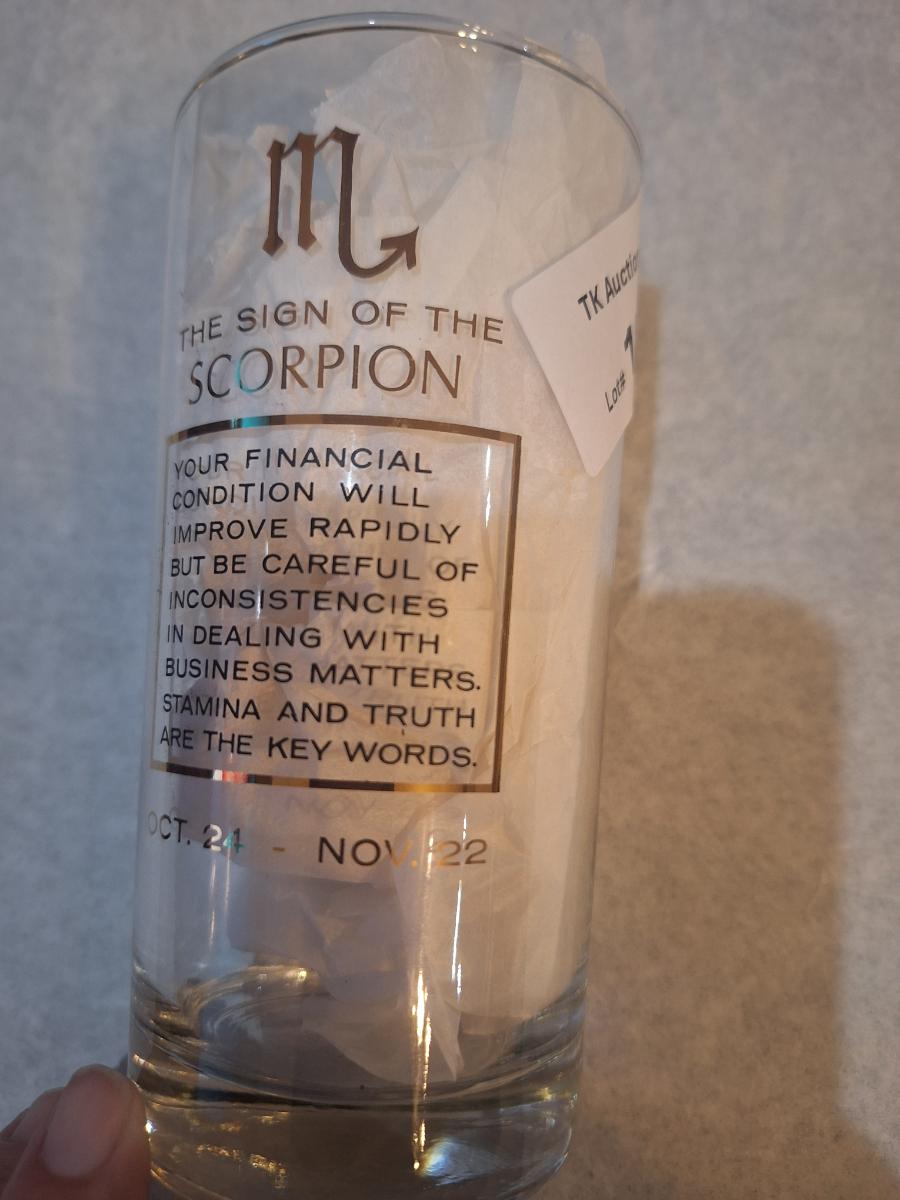 THE SIGN OF THE
SCORPION
YOUR FINANCIAL
CONDITION WILL
IMPROVE RAPIDLY
BUT BE CAREFUL OF
INCONSISTENCIES
IN DEALING WITH
BUSINESS MATTERS.
STAMINA AND TRUTH
ARE THE KEY WORDS.
OCT. 24 - NOV. 22
TK
Lot#